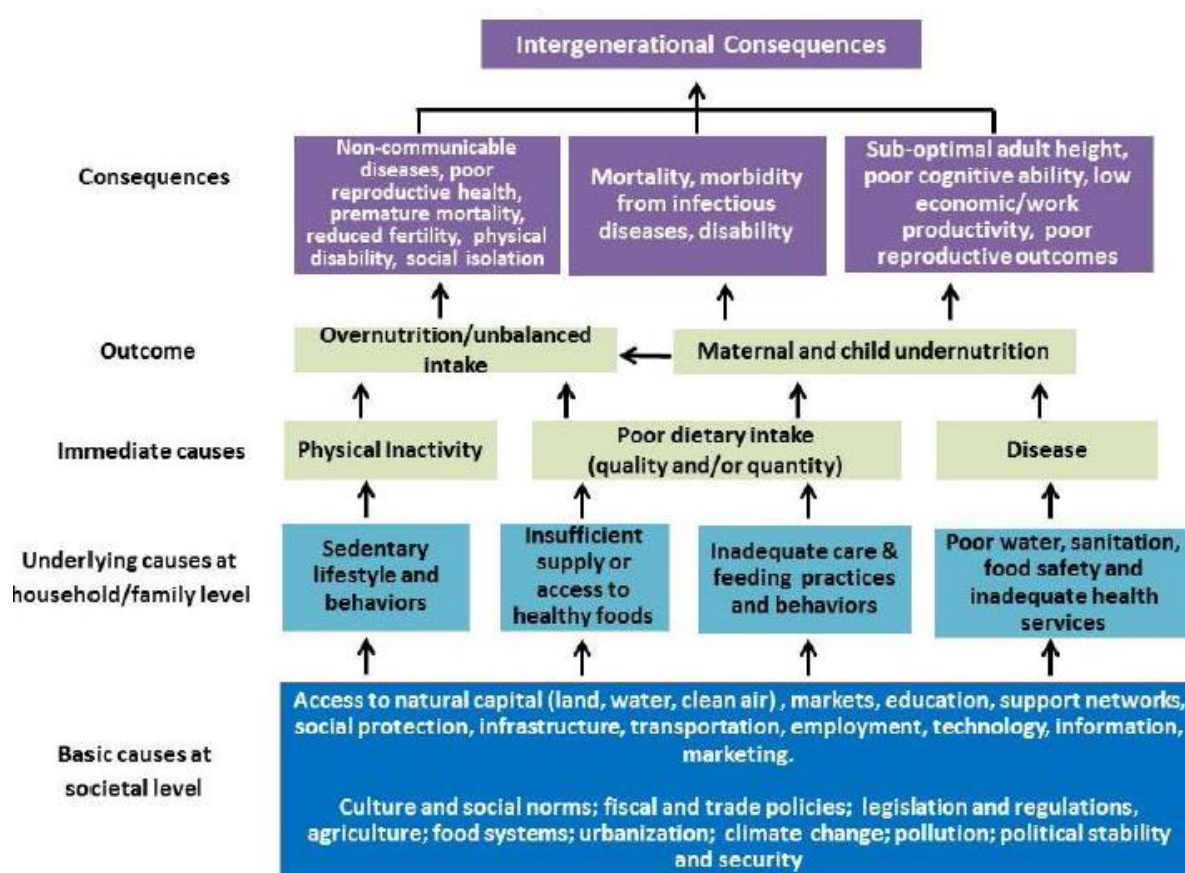 Intergenerational Consequences
Consequences
Non-communicable
diseases, poor
reproductive health,
premature mortality,
reduced fertility, physical
disability, social isolation
Mortality, morbidity
from infectious
diseases, disability
Sub-optimal adult height,
poor cognitive ability, low
economic/work
productivity, poor
reproductive outcomes
Outcome
Overnutrition/unbalanced
intake
Maternal and child undernutrition
Immediate causes
Physical Inactivity
Poor dietary intake
(quality and/or quantity)
Disease
Underlying causes at
household/family level
Sedentary
lifestyle and
behaviors
Insufficient
supply or
access to
healthy foods
Inadequate care &
feeding practices
and behaviors
Poor water, sanitation,
food safety and
inadequate health
services
Basic causes at
societal level
Access to natural capital (land, water, clean air) , markets, education, support networks,
social protection, infrastructure, transportation, employment, technology, information,
marketing.
Culture and social norms; fiscal and trade policies; legislation and regulations,
agriculture; food systems; urbanization; climate change; pollution; political stability
and security